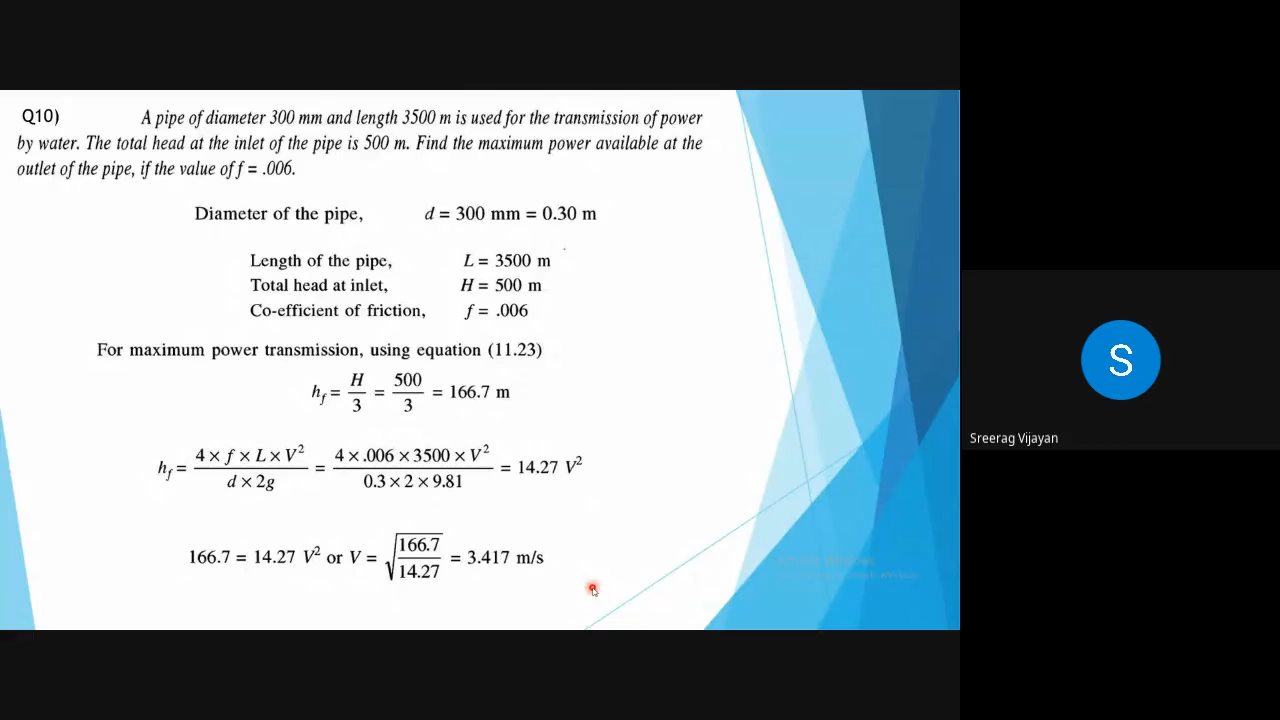 Q10) A pipe of diameter 300 mm and length 3500 m is used for the transmission of power
by water. The total head at the inlet of the pipe is 500 m. Find the maximum power available at the
outlet of the pipe, if the value of f = .006.
Diameter of the pipe, d = 300 mm = 0.30 m
Length of the pipe, L = 3500 m
Total head at inlet, H = 500 m
Co-efficient of friction, f = .006
For maximum power transmission, using equation (11.23)
h_f = H/3 = 500/3 = 166.7 m
h_f = (4 × f × L × V²)/(d × 2g) = (4 × .006 × 3500 × V²)/(0.3 × 2 × 9.81) = 14.27 V²
166.7 = 14.27 V² or V = √(166.7/14.27) = 3.417 m/s
S
Sreerag Vijayan